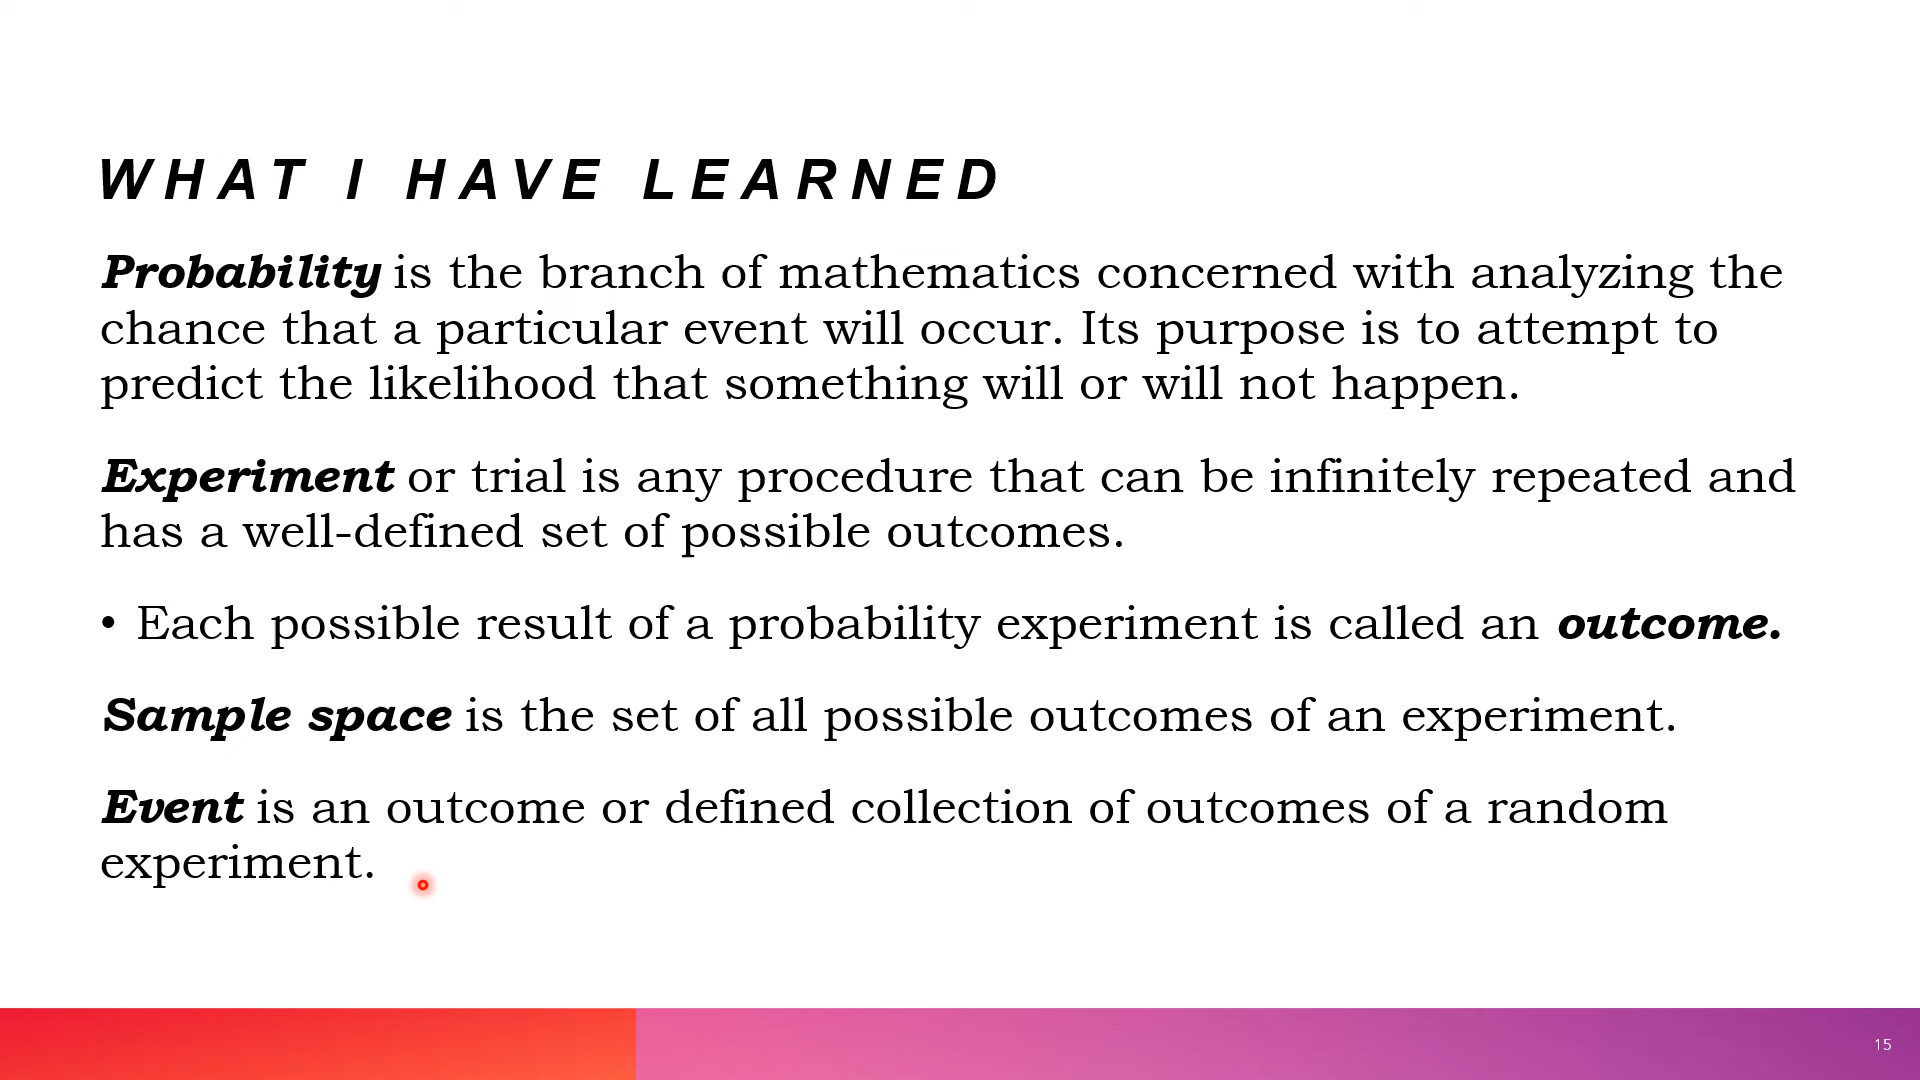 WHAT I HAVE LEARNED
Probability is the branch of mathematics concerned with analyzing the
chance that a particular event will occur. Its purpose is to attempt to
predict the likelihood that something will or will not happen.
Experiment or trial is any procedure that can be infinitely repeated and
has a well-defined set of possible outcomes.
• Each possible result of a probability experiment is called an outcome.
Sample space is the set of all possible outcomes of an experiment.
Event is an outcome or defined collection of outcomes of a random
experiment.
15